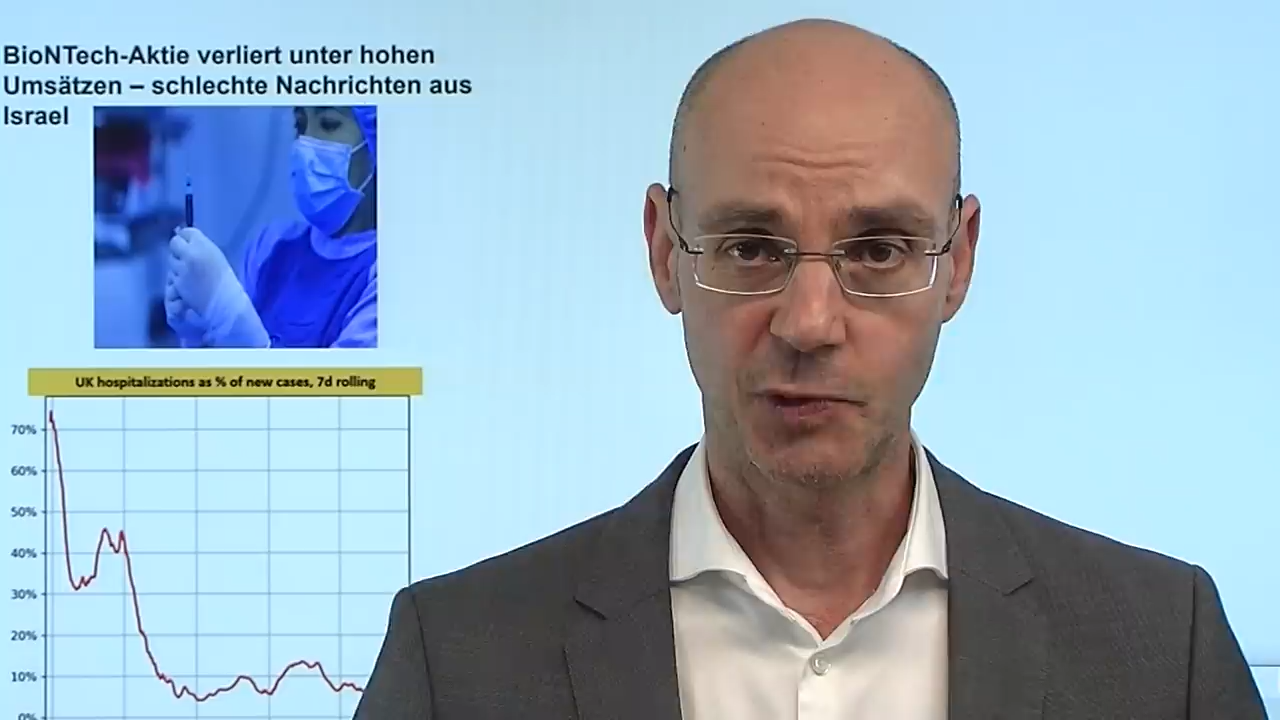 BioNTech-Aktie verliert unter hohen
Umsätzen – schlechte Nachrichten aus
Israel
UK hospitalizations as % of new cases, 7d rolling
70%
60%
50%
40%
30%
20%
10%
0%